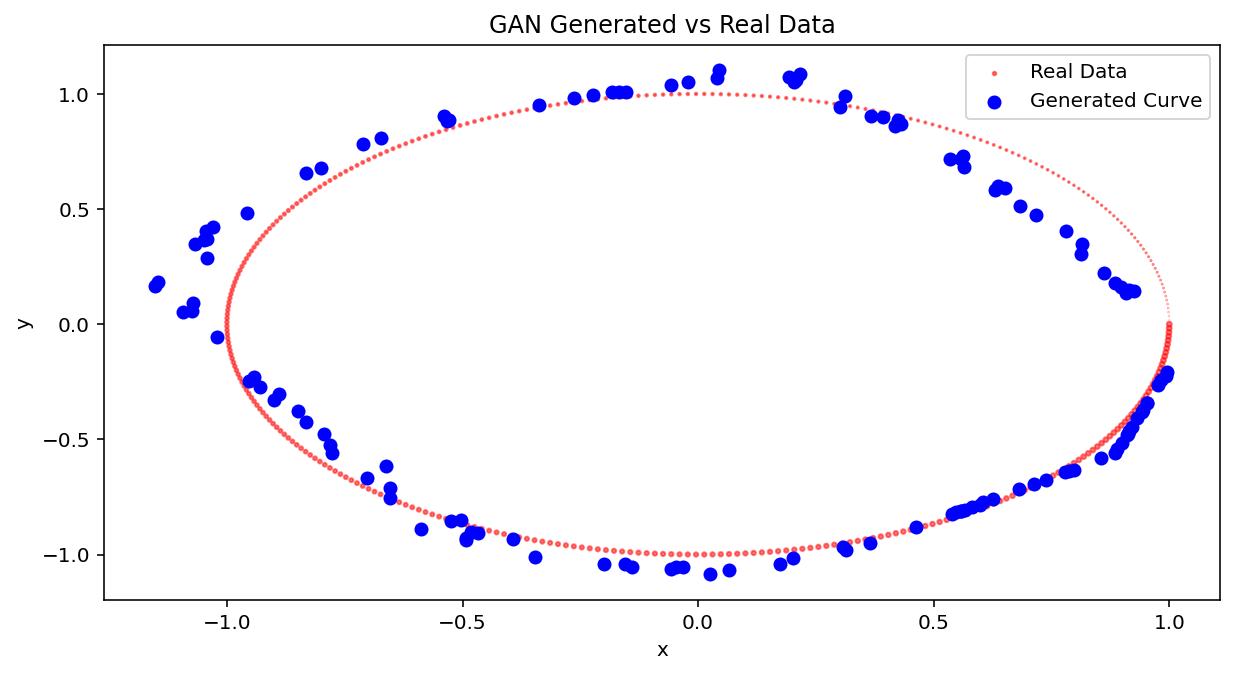 GAN Generated vs Real Data
Real Data
Generated Curve
1.0
0.5
0.0
−0.5
−1.0
y
−1.0 −0.5 0.0 0.5 1.0
x